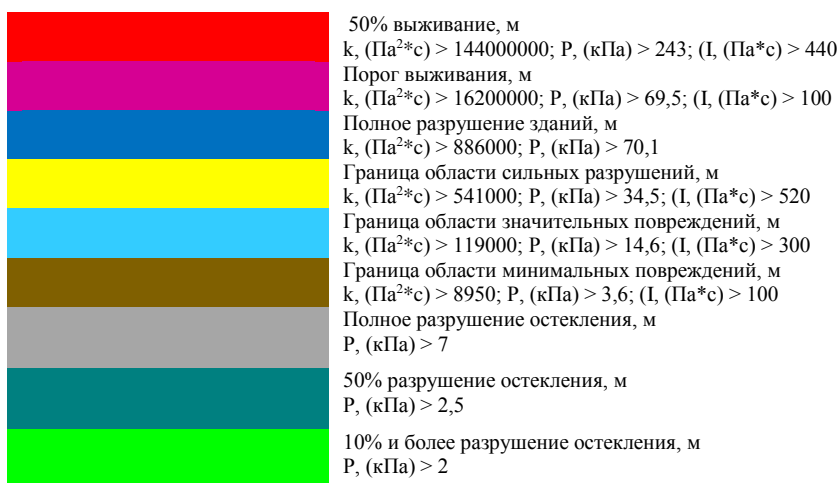 50% выживание, м
k, (Па²*с) > 144000000; P, (кПа) > 243; (I, (Па*с) > 440
Порог выживания, м
k, (Па²*с) > 16200000; P, (кПа) > 69,5; (I, (Па*с) > 100
Полное разрушение зданий, м
k, (Па²*с) > 886000; P, (кПа) > 70,1
Граница области сильных разрушений, м
k, (Па²*с) > 541000; P, (кПа) > 34,5; (I, (Па*с) > 520
Граница области значительных повреждений, м
k, (Па²*с) > 119000; P, (кПа) > 14,6; (I, (Па*с) > 300
Граница области минимальных повреждений, м
k, (Па²*с) > 8950; P, (кПа) > 3,6; (I, (Па*с) > 100
Полное разрушение остекления, м
P, (кПа) > 7
50% разрушение остекления, м
P, (кПа) > 2,5
10% и более разрушение остекления, м
P, (кПа) > 2